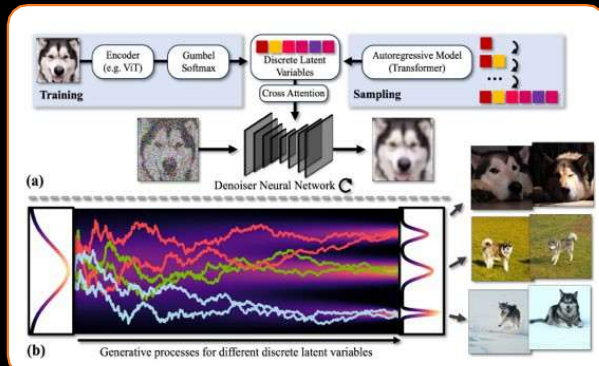 Encoder
(e.g. ViT)
Gumbel
Softmax
Training
Discrete Latent
Variables
Cross Attention
Autoregressive Model
(Transformer)
...
Sampling
Denoiser Neural Network
(a)
(b)
Generative processes for different discrete latent variables